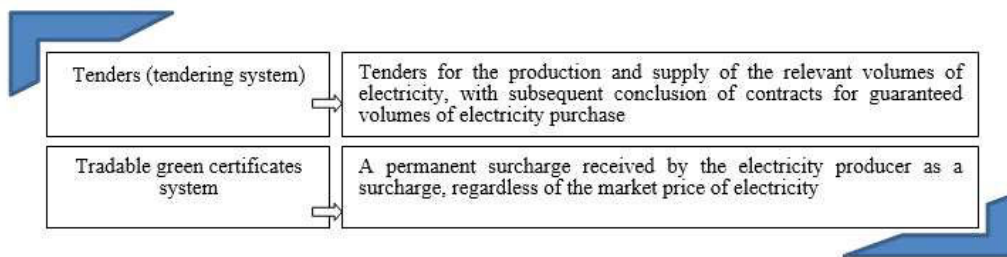 Tenders (tendering system)
Tenders for the production and supply of the relevant volumes of
electricity, with subsequent conclusion of contracts for guaranteed
volumes of electricity purchase
Tradable green certificates
system
A permanent surcharge received by the electricity producer as a
surcharge, regardless of the market price of electricity